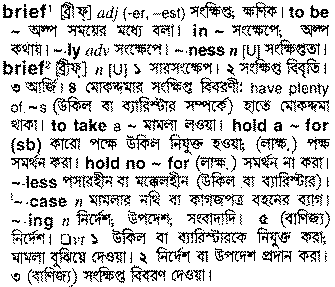 brief¹ [ব্রীফ্] adj (-er, –est) সংক্ষিপ্ত; ক্ষণিক। to be
~ অল্প সময়ের মধ্যে বলা। in ~ সংক্ষেপে, অল্প
কথায়। ~·ly adv সংক্ষেপে। ~·ness n [U] সংক্ষিপ্ততা।
brief² [ব্রীফ্] n [U] ১ সারসংক্ষেপ। ২ সংক্ষিপ্ত বিবৃতি।
৩ আর্জি। ৪ মোকদ্দমার সংক্ষিপ্ত বিবরণী: have plenty
of ~s (উকিল বা ব্যারিস্টার সম্পর্কে) হাতে মোকদ্দমা
থাকা। to take a ~ মামলা লওয়া। hold a ~ for
(sb) কারো পক্ষে উকিল নিযুক্ত হওয়া; (লাক্ষ.) পক্ষ
সমর্থন করা। hold no ~ for (লাক্ষ.) সমর্থন না করা।
~·less পসারহীন বা মক্কেলহীন (উকিল বা ব্যারিস্টার)।
'~-case n মামলার নথি বা কাগজপত্র বহনের ব্যাগ।
~·ing n নির্দেশ, উপদেশ, সংবাদাদি। ৫ (বাণিজ্য)
নির্দেশ। □vt ১ উকিল বা ব্যারিস্টারকে নিযুক্ত করা;
মামলা বুঝিয়ে দেওয়া। ২ নির্দেশ বা উপদেশ প্রদান করা।
৩ (বাণিজ্য) সংক্ষিপ্ত বিবরণ দেওয়া।